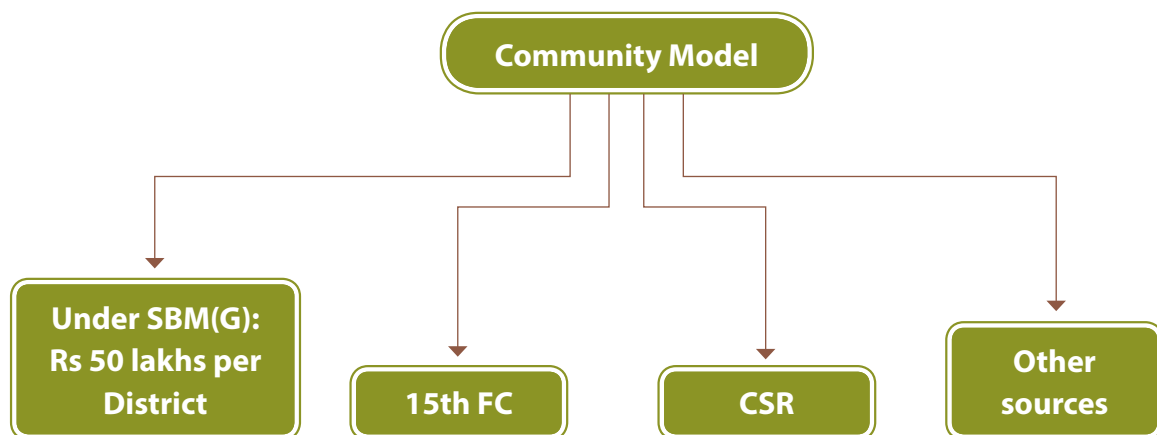 Community Model
Under SBM(G):
Rs 50 lakhs per
District
15th FC
CSR
Other
sources